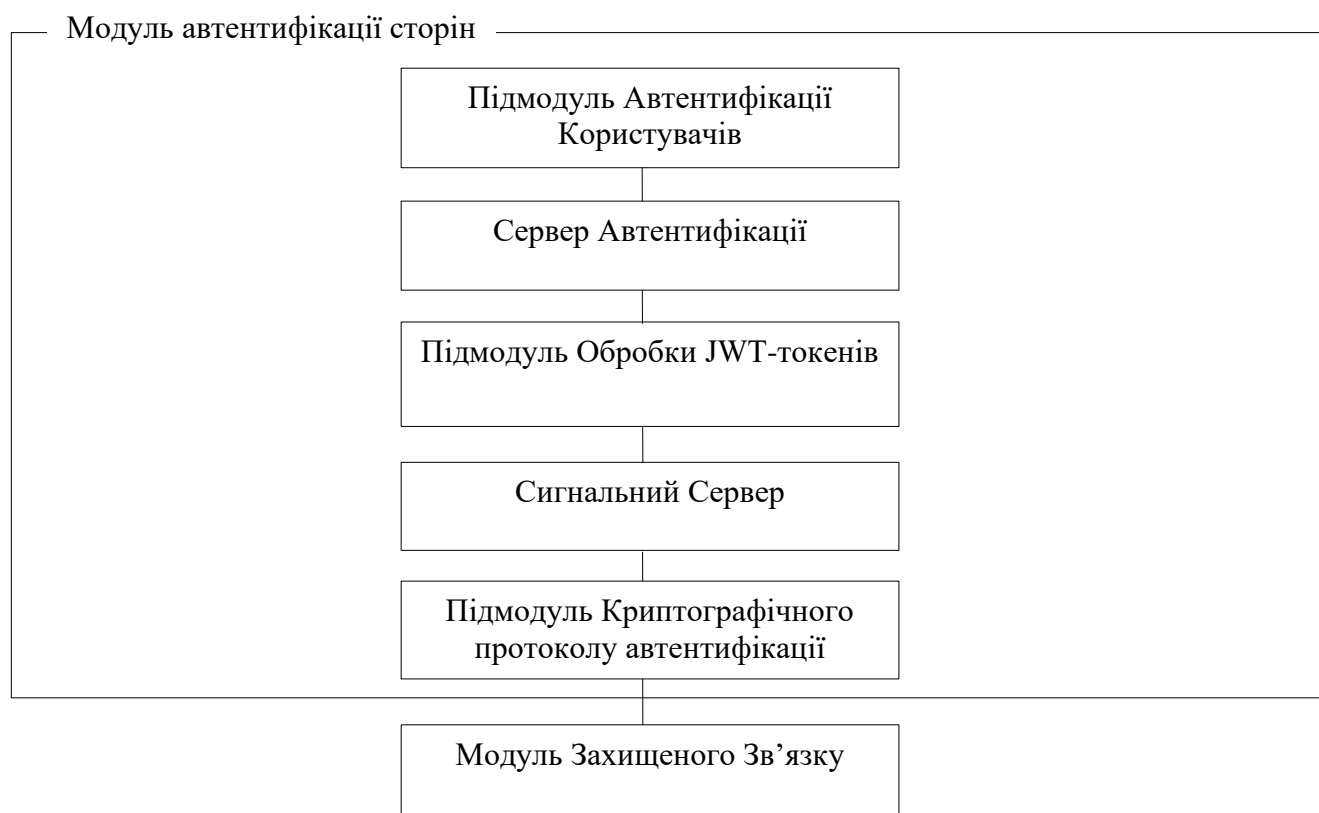 Модуль автентифікації сторін
Підмодуль Автентифікації
Користувачів
Сервер Автентифікації
Підмодуль Обробки JWT-токенів
Сигнальний Сервер
Підмодуль Криптографічного
протоколу автентифікації
Модуль Захищеного Зв’язку